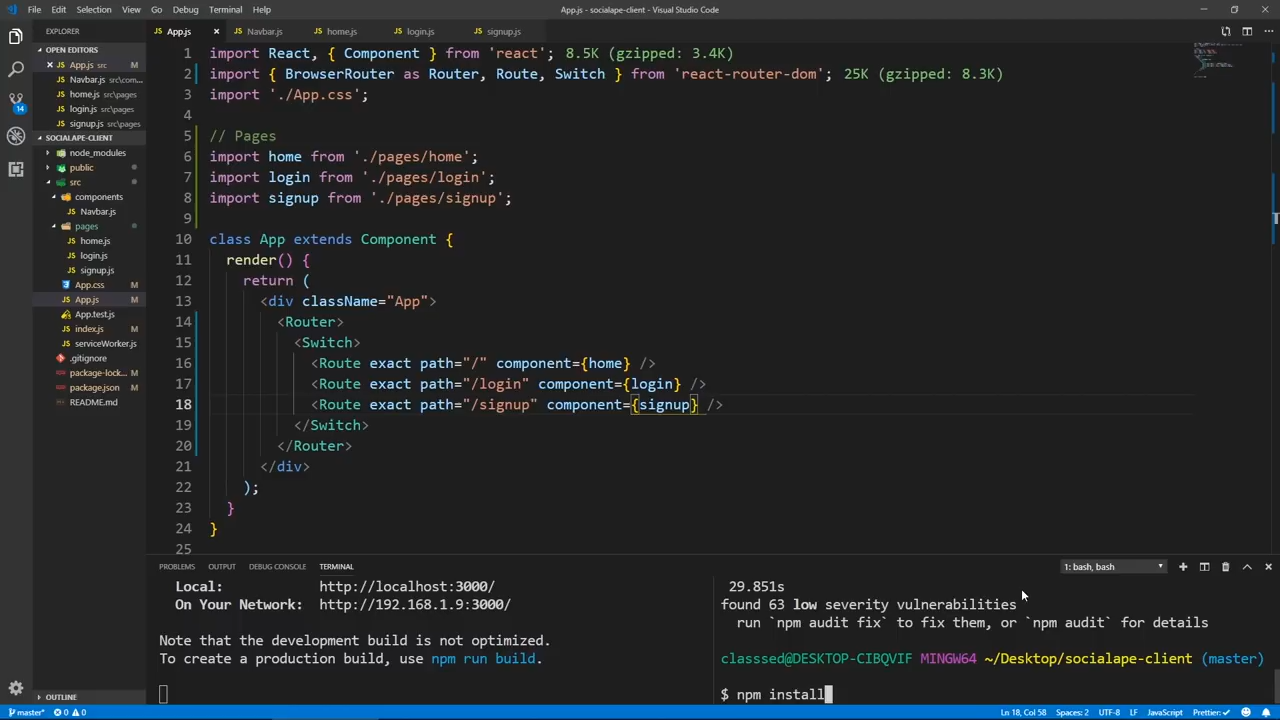 File Edit Selection View Go Debug Terminal Help
App.js - socialape-client - Visual Studio Code
EXPLORER
OPEN EDITORS
App.js src M
Navbar.js src\com...
home.js src\pages
login.js src\pages
signup.js src\pages
14
SOCIALAPE-CLIENT
node_modules
public
src
components
Navbar.js
pages
home.js
login.js
signup.js
App.css
App.js M
App.test.js
index.js M
serviceWorker.js
.gitignore
package-lock... M
package.json M
README.md
OUTLINE
App.js Navbar.js home.js login.js signup.js
1 import React, { Component } from 'react'; 8.5K (gzipped: 3.4K)
2 import { BrowserRouter as Router, Route, Switch } from 'react-router-dom'; 25K (gzipped: 8.3K)
3 import './App.css';
4
5 // Pages
6 import home from './pages/home';
7 import login from './pages/login';
8 import signup from './pages/signup';
9
10 class App extends Component {
11 render() {
12 return (
13 <div className="App">
14 <Router>
15 <Switch>
16 <Route exact path="/" component={home} />
17 <Route exact path="/login" component={login} />
18 <Route exact path="/signup" component={signup} />
19 </Switch>
20 </Router>
21 </div>
22 );
23 }
24 }
25
PROBLEMS OUTPUT DEBUG CONSOLE TERMINAL
1: bash, bash
Local: http://localhost:3000/
On Your Network: http://192.168.1.9:3000/
Note that the development build is not optimized.
To create a production build, use npm run build.
29.851s
found 63 low severity vulnerabilities
run `npm audit fix` to fix them, or `npm audit` for details
classsed@DESKTOP-CIBQVIF MINGW64 ~/Desktop/socialape-client (master)
$ npm install
master* 0 0
Ln 18, Col 58 Spaces: 2 UTF-8 LF JavaScript Prettier: ✓